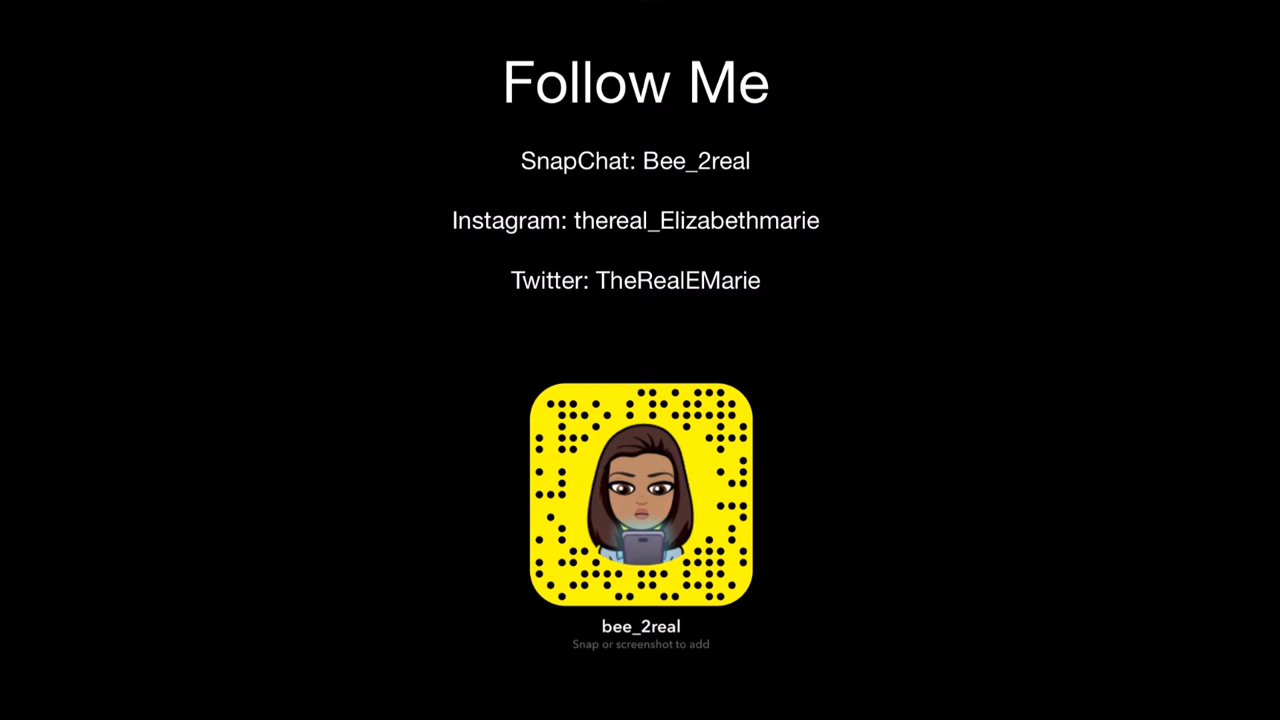 Follow Me
SnapChat: Bee_2real
Instagram: thereal_Elizabethmarie
Twitter: TheRealEMarie
bee_2real
Snap or screenshot to add